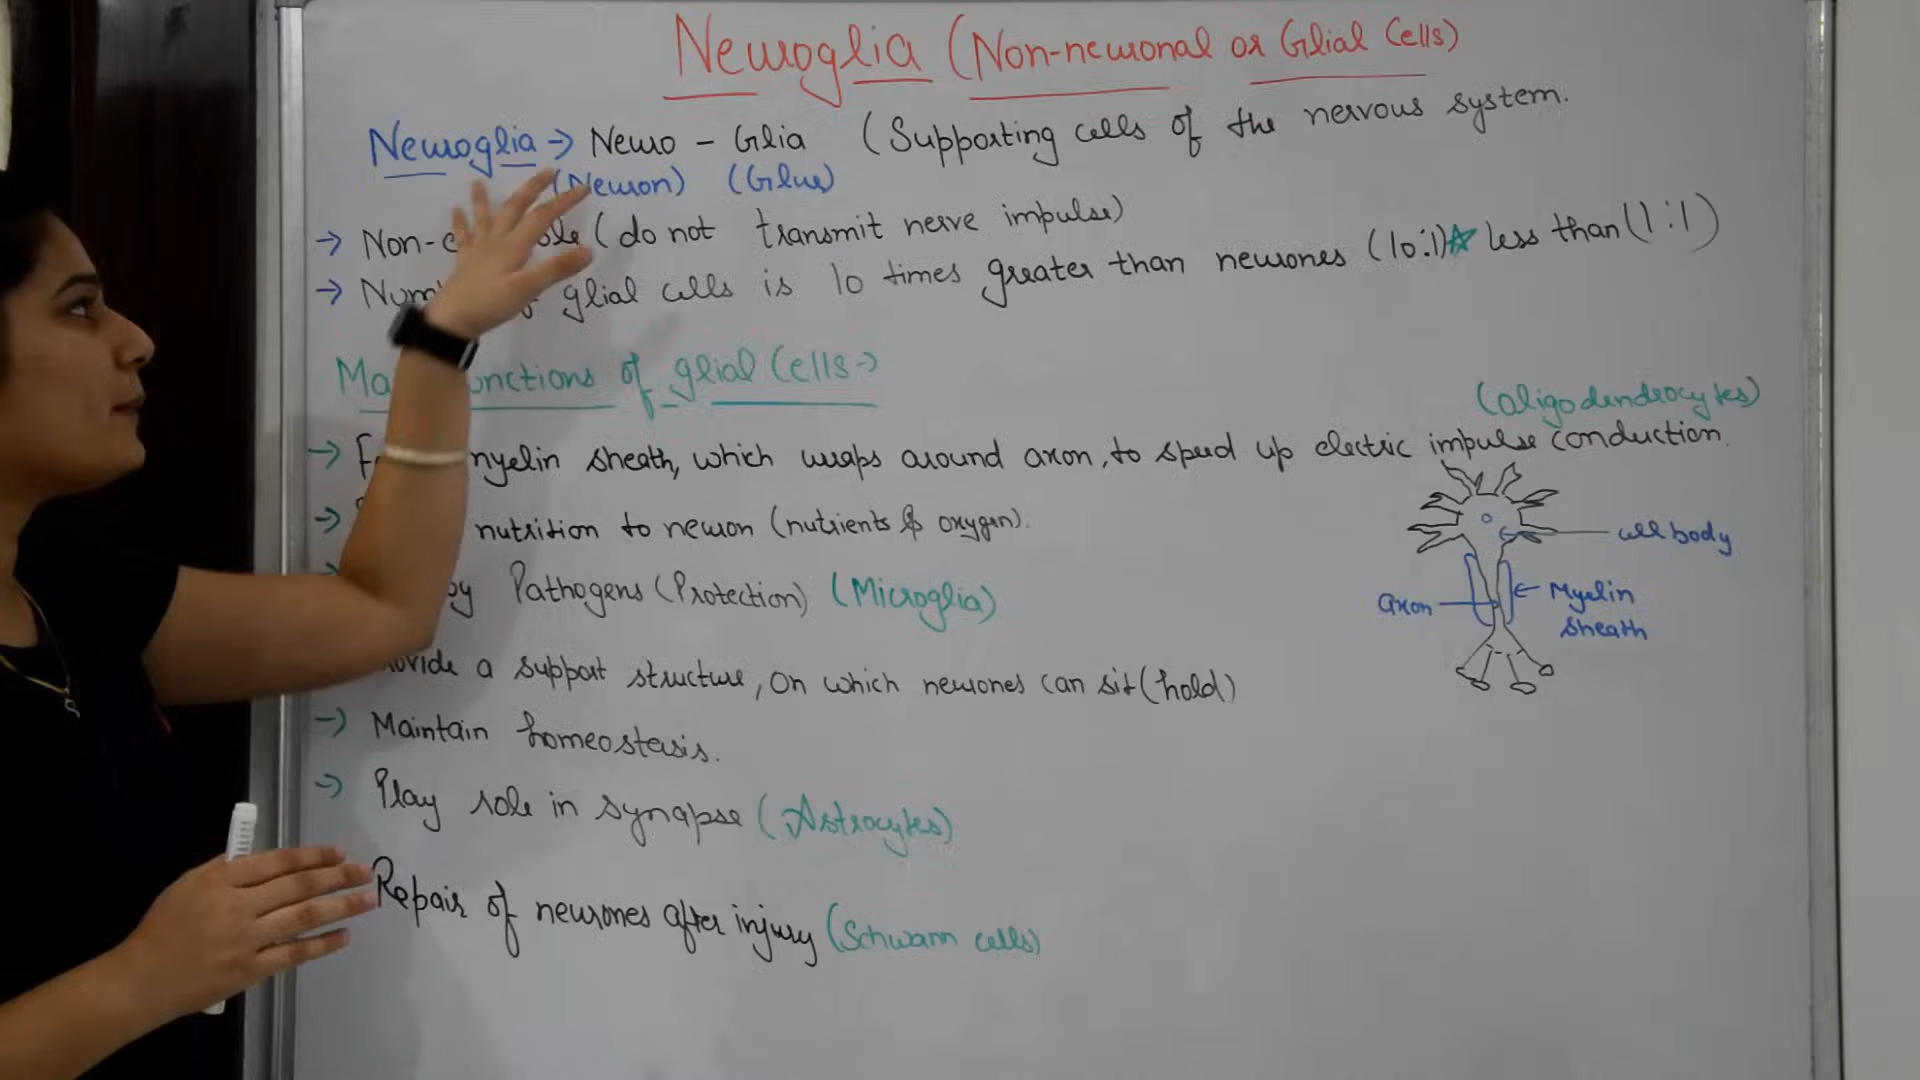 Neuroglia (Non-neuronal or Glial Cells)
Neuroglia → Neuro - Glia (Supporting cells of the nervous system.
(Neuron) (Glue)
→ Non- (do not transmit nerve impulse)
→ glial cells is 10 times greater than neurones (10:1)☆ less than (1:1)
of glial Cells →
(oligodendrocytes)
→ myelin sheath, which wraps around axon, to speed up electric impulse conduction.
→ nutrition to neuron (nutrients & oxygen).
Pathogens (Protection) (Microglia)
a support structure, on which neurones can sit (hold)
→ Maintain homeostasis.
→ Play role in synapse (Astrocytes)
Repair of neurones after injury (Schwann cells)
cell body
axon
Myelin
sheath